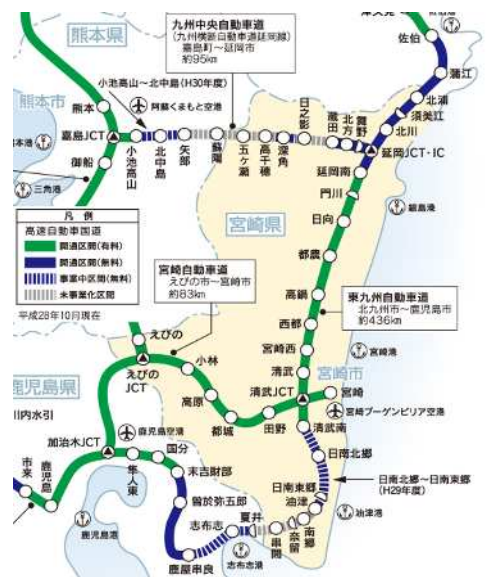 熊本県
九州中央自動車道
(九州横断自動車道延岡線)
嘉島町～延岡市
約95km
佐伯
蒲江
小池高山～北中島(H30年度)
熊本市
熊本
阿蘇くまもと空港
北浦
須美江
北川
嘉島JCT
小池高山
北中島
矢部
蘇陽
五ヶ瀬
高千穂
深角
日之影
蔵田
北方
舞野
延岡JCT・IC
御船
三角港
延岡南
門川
細島港
凡例
高速自動車国道
開通区間(有料)
開通区間(無料)
事業中区間(無料)
未事業化区間
平成28年10月現在
宮崎県
日向
都農
宮崎自動車道
えびの市～宮崎市
約83km
高鍋
東九州自動車道
北九州市～鹿児島市
約436km
西都
えびの
宮崎西
宮崎港
えびのJCT
小林
清武
宮崎市
鹿児島県
高原
清武JCT
宮崎
宮崎ブーゲンビリア空港
川内水引
鹿児島空港
都城
田野
清武南
加治木JCT
国分
隼人東
日南北郷
市来
鹿児島
末吉財部
日南東郷
日南北郷～日南東郷
(H29年度)
曽於弥五郎
油津
油津港
志布志
夏井
鹿児島港
串間
奈留
南郷
鹿屋串良
志布志港